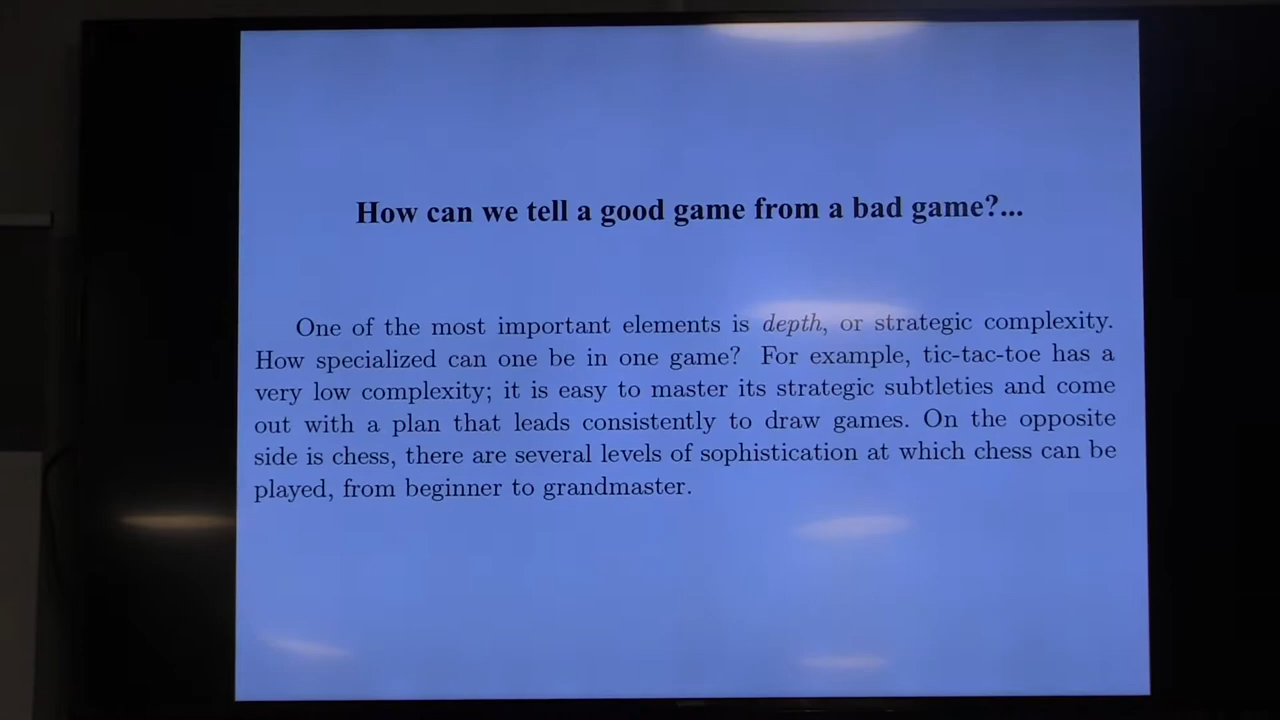 How can we tell a good game from a bad game?...
One of the most important elements is depth, or strategic complexity.
How specialized can one be in one game? For example, tic-tac-toe has a
very low complexity; it is easy to master its strategic subtleties and come
out with a plan that leads consistently to draw games. On the opposite
side is chess, there are several levels of sophistication at which chess can be
played, from beginner to grandmaster.